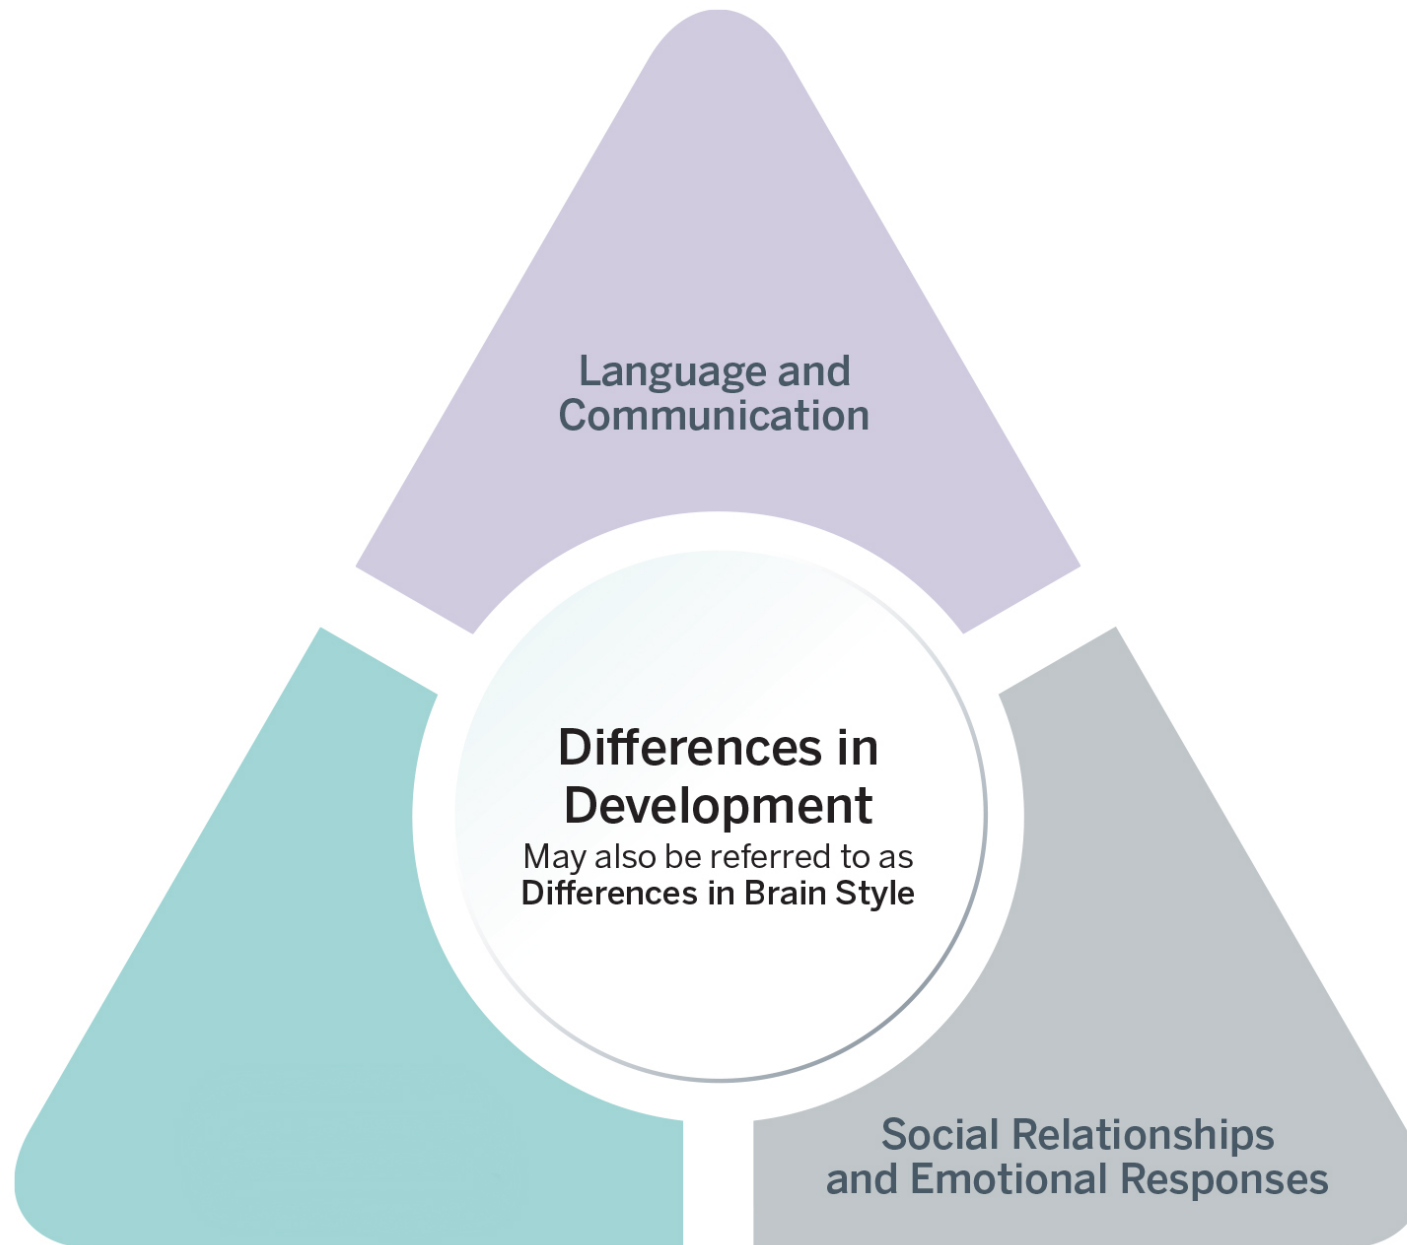 Language and
Communication
Differences in
Development
May also be referred to as
Differences in Brain Style
Social Relationships
and Emotional Responses